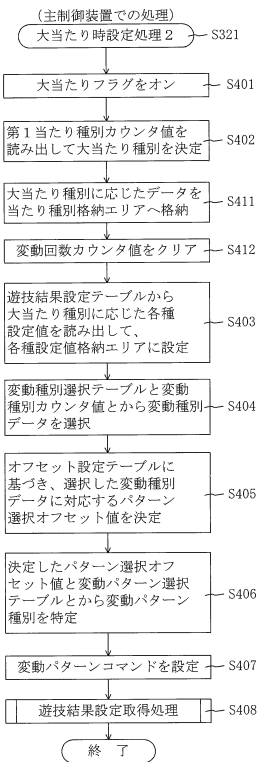 (主制御装置での処理)
大当たり時設定処理2
S321
大当たりフラグをオン
S401
第1当たり種別カウンタ値を
読み出して大当たり種別を決定
S402
大当たり種別に応じたデータを
当たり種別格納エリアへ格納
S411
変動回数カウンタ値をクリア
S412
遊技結果設定テーブルから
大当たり種別に応じた各種
設定値を読み出して、
各種設定値格納エリアに設定
S403
変動種別選択テーブルと変動
種別カウンタ値とから変動種別
データを選択
S404
オフセット設定テーブルに
基づき、選択した変動種別
データに対応するパターン
選択オフセット値を決定
S405
決定したパターン選択オフ
セット値と変動パターン選択
テーブルとから変動パターン
種別を特定
S406
変動パターンコマンドを設定
S407
遊技結果設定取得処理
S408
終 了